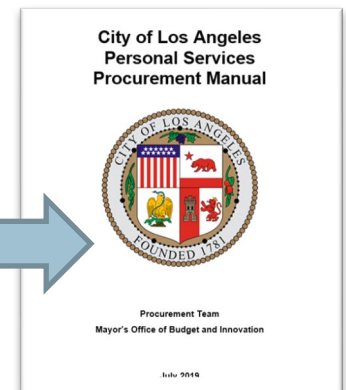 City of Los Angeles
Personal Services
Procurement Manual
CITY OF LOS ANGELES
FOUNDED 1781
Procurement Team
Mayor's Office of Budget and Innovation
July 2019